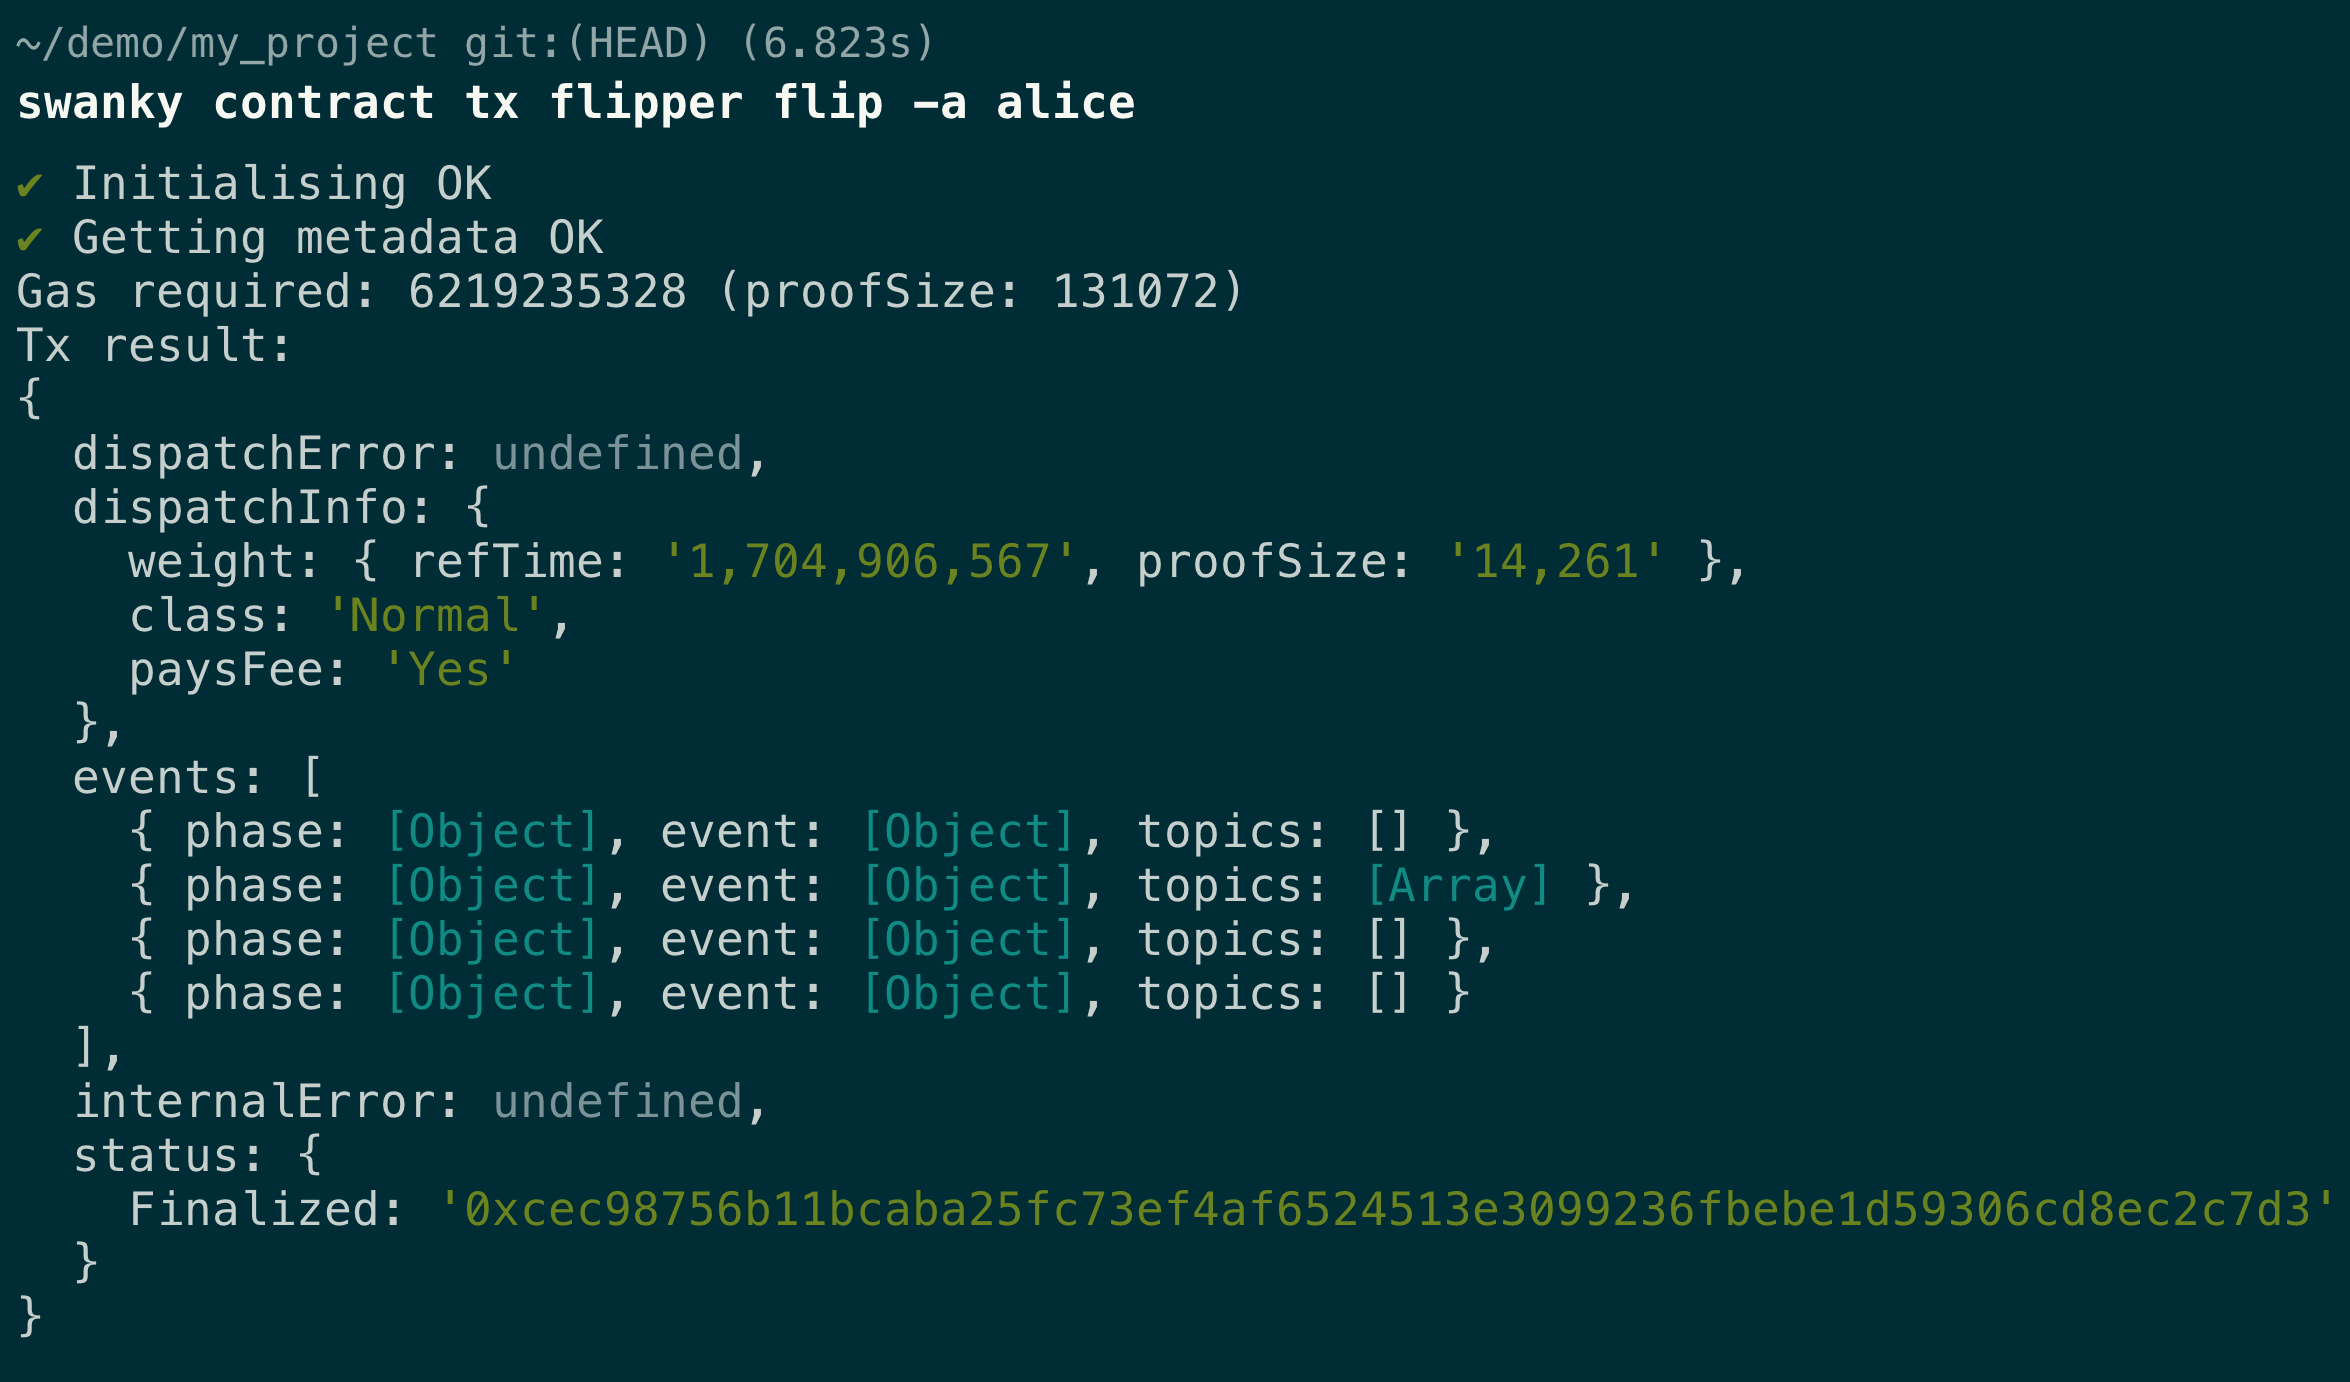 ~/demo/my_project git:(HEAD) (6.823s)
swanky contract tx flipper flip -a alice
✔ Initialising OK
✔ Getting metadata OK
Gas required: 6219235328 (proofSize: 131072)
Tx result:
{
  dispatchError: undefined,
  dispatchInfo: {
    weight: { refTime: '1,704,906,567', proofSize: '14,261' },
    class: 'Normal',
    paysFee: 'Yes'
  },
  events: [
    { phase: [Object], event: [Object], topics: [] },
    { phase: [Object], event: [Object], topics: [Array] },
    { phase: [Object], event: [Object], topics: [] },
    { phase: [Object], event: [Object], topics: [] }
  ],
  internalError: undefined,
  status: {
    Finalized: '0xcec98756b11bcaba25fc73ef4af6524513e3099236fbebe1d59306cd8ec2c7d3'
  }
}